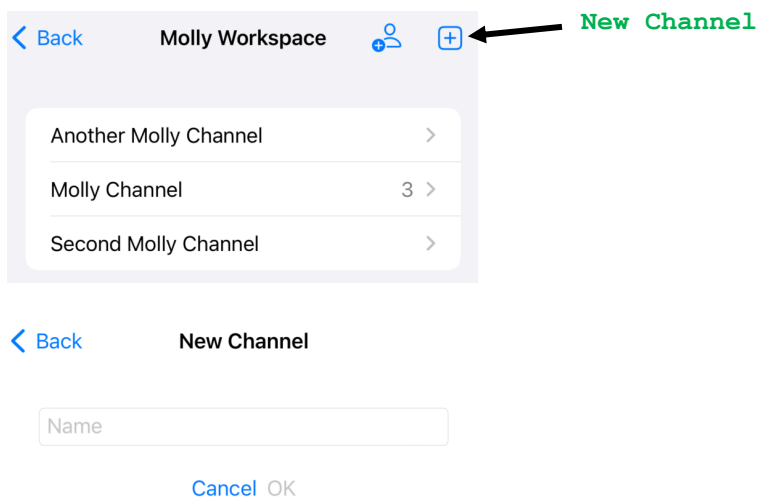 Back Molly Workspace New Channel
Another Molly Channel
Molly Channel 3
Second Molly Channel
Back New Channel
Name
Cancel OK